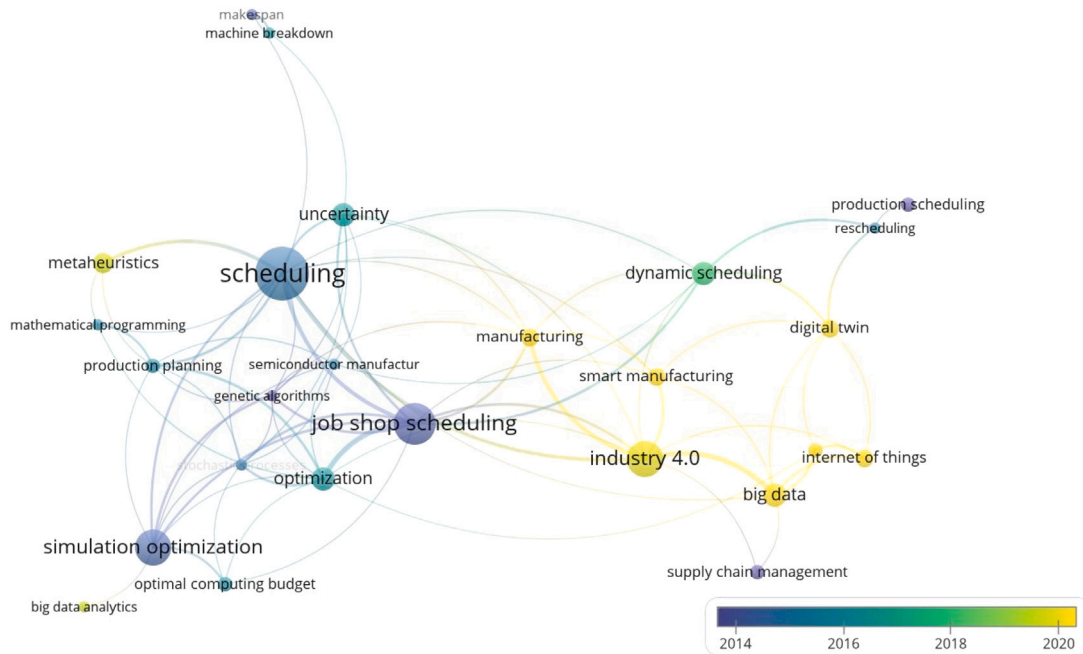 makespan
machine breakdown
uncertainty
production scheduling
rescheduling
metaheuristics
scheduling
dynamic scheduling
mathematical programming
digital twin
manufacturing
production planning
semiconductor manufactur
smart manufacturing
genetic algorithms
job shop scheduling
industry 4.0
internet of things
stochastic processes
optimization
big data
simulation optimization
optimal computing budget
supply chain management
big data analytics
2014
2016
2018
2020